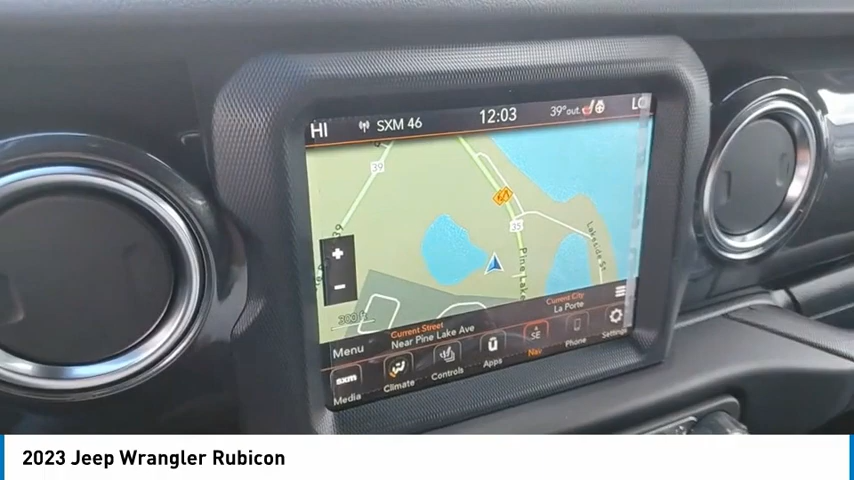 HI SXM 46 12:03 39°out LO
39
35
Lakeside St
Pine Lake
+
−
300 ft
Current Street
Near Pine Lake Ave
Current City
La Porte
Menu
sxm
Media
Climate
Controls
U
Apps
SE
Nav
Phone
Settings
2023 Jeep Wrangler Rubicon